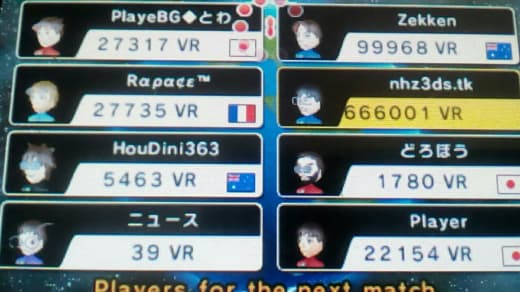 PlayeBG◆とわ
27317 VR
Rαραʢε™
27735 VR
HouDini363
5463 VR
ニュース
39 VR
Zekken
99968 VR
nhz3ds.tk
666001 VR
どろぼう
1780 VR
Player
22154 VR
Players for the next match